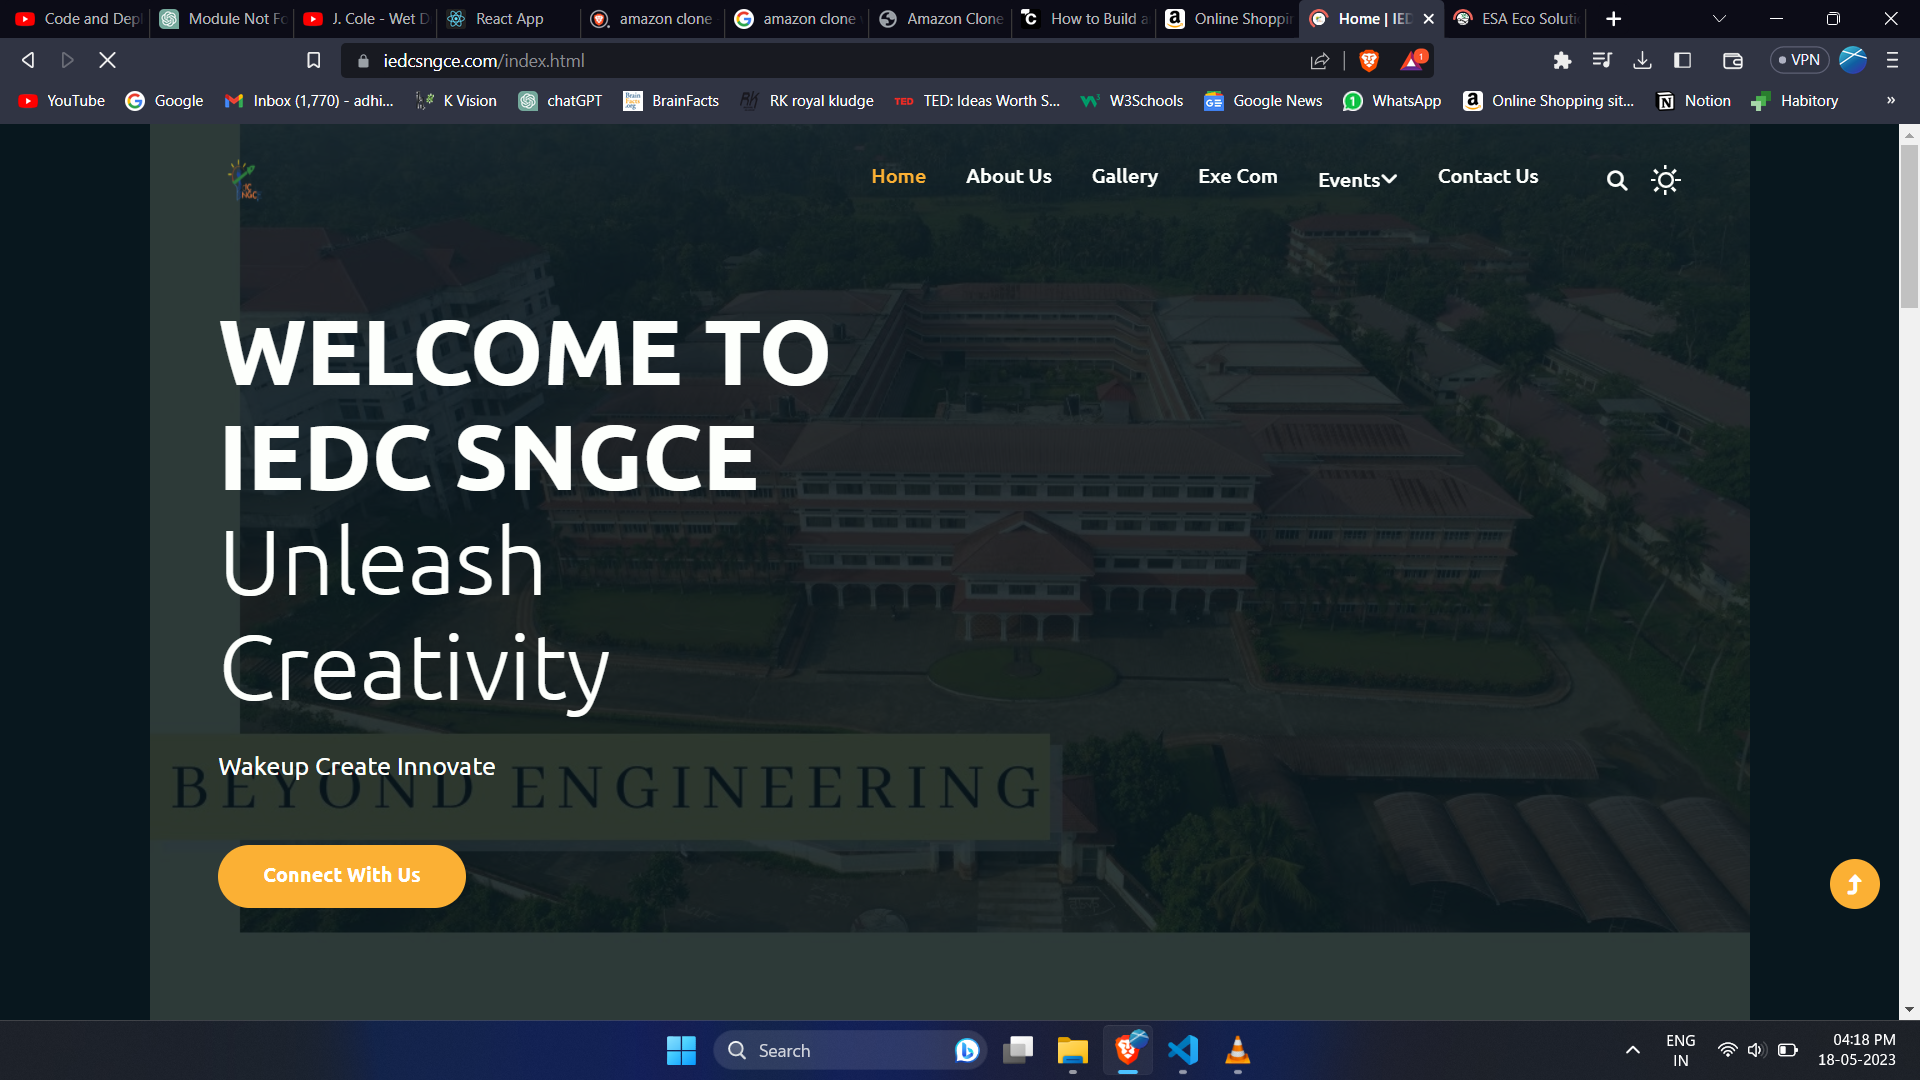 Code and Depl
Module Not Fo
J. Cole - Wet D
React App
amazon clone
amazon clone
Amazon Clone
How to Build a
Online Shoppin
Home | IED
ESA Eco Soluti
iedcsngce.com/index.html
1
VPN
YouTube
Google
Inbox (1,770) - adhi...
K Vision
chatGPT
BrainFacts
RK royal kludge
TED TED: Ideas Worth S...
W3Schools
Google News
WhatsApp
Online Shopping sit...
Notion
Habitory
»
Home
About Us
Gallery
Exe Com
Events
Contact Us
WELCOME TO
IEDC SNGCE
Unleash
Creativity
Wakeup Create Innovate
BEYOND ENGINEERING
Connect With Us
Search
ENG
IN
04:18 PM
18-05-2023